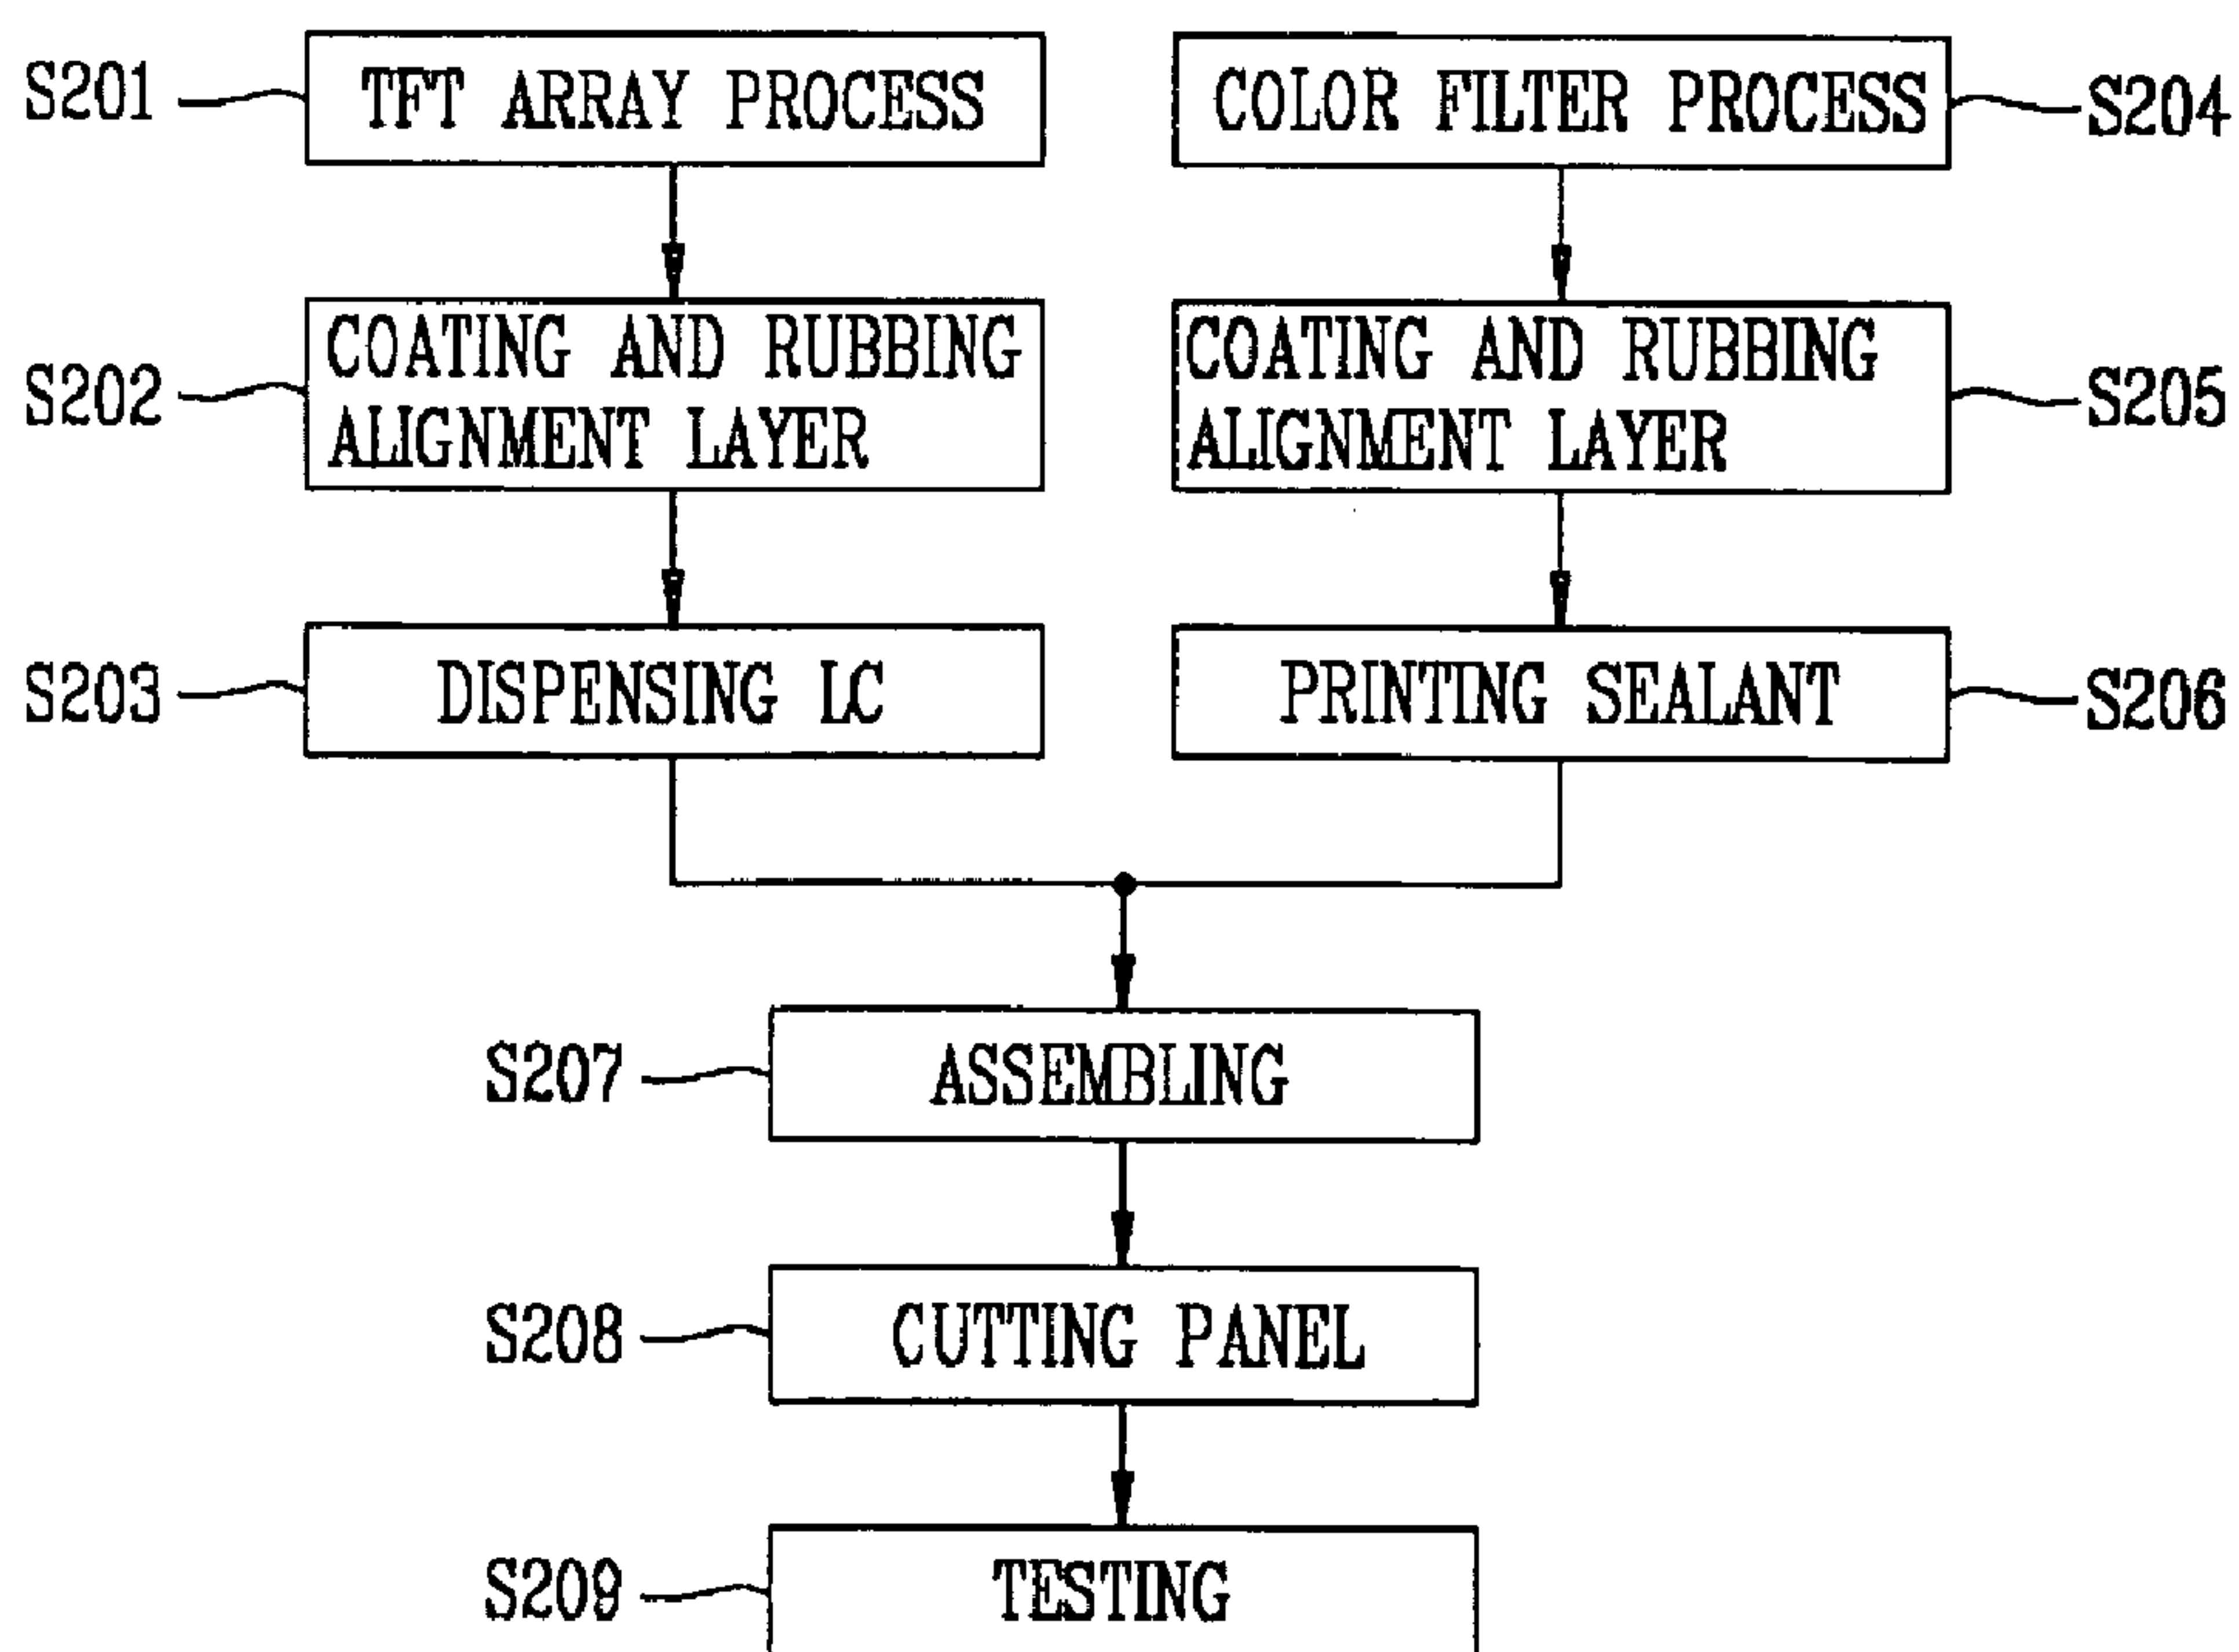 S201
TFT ARRAY PROCESS
COLOR FILTER PROCESS
S204
S202
COATING AND RUBBING
ALIGNMENT LAYER
COATING AND RUBBING
ALIGNMENT LAYER
S205
S203
DISPENSING LC
PRINTING SEALANT
S206
S207
ASSEMBLING
S208
CUTTING PANEL
S209
TESTING